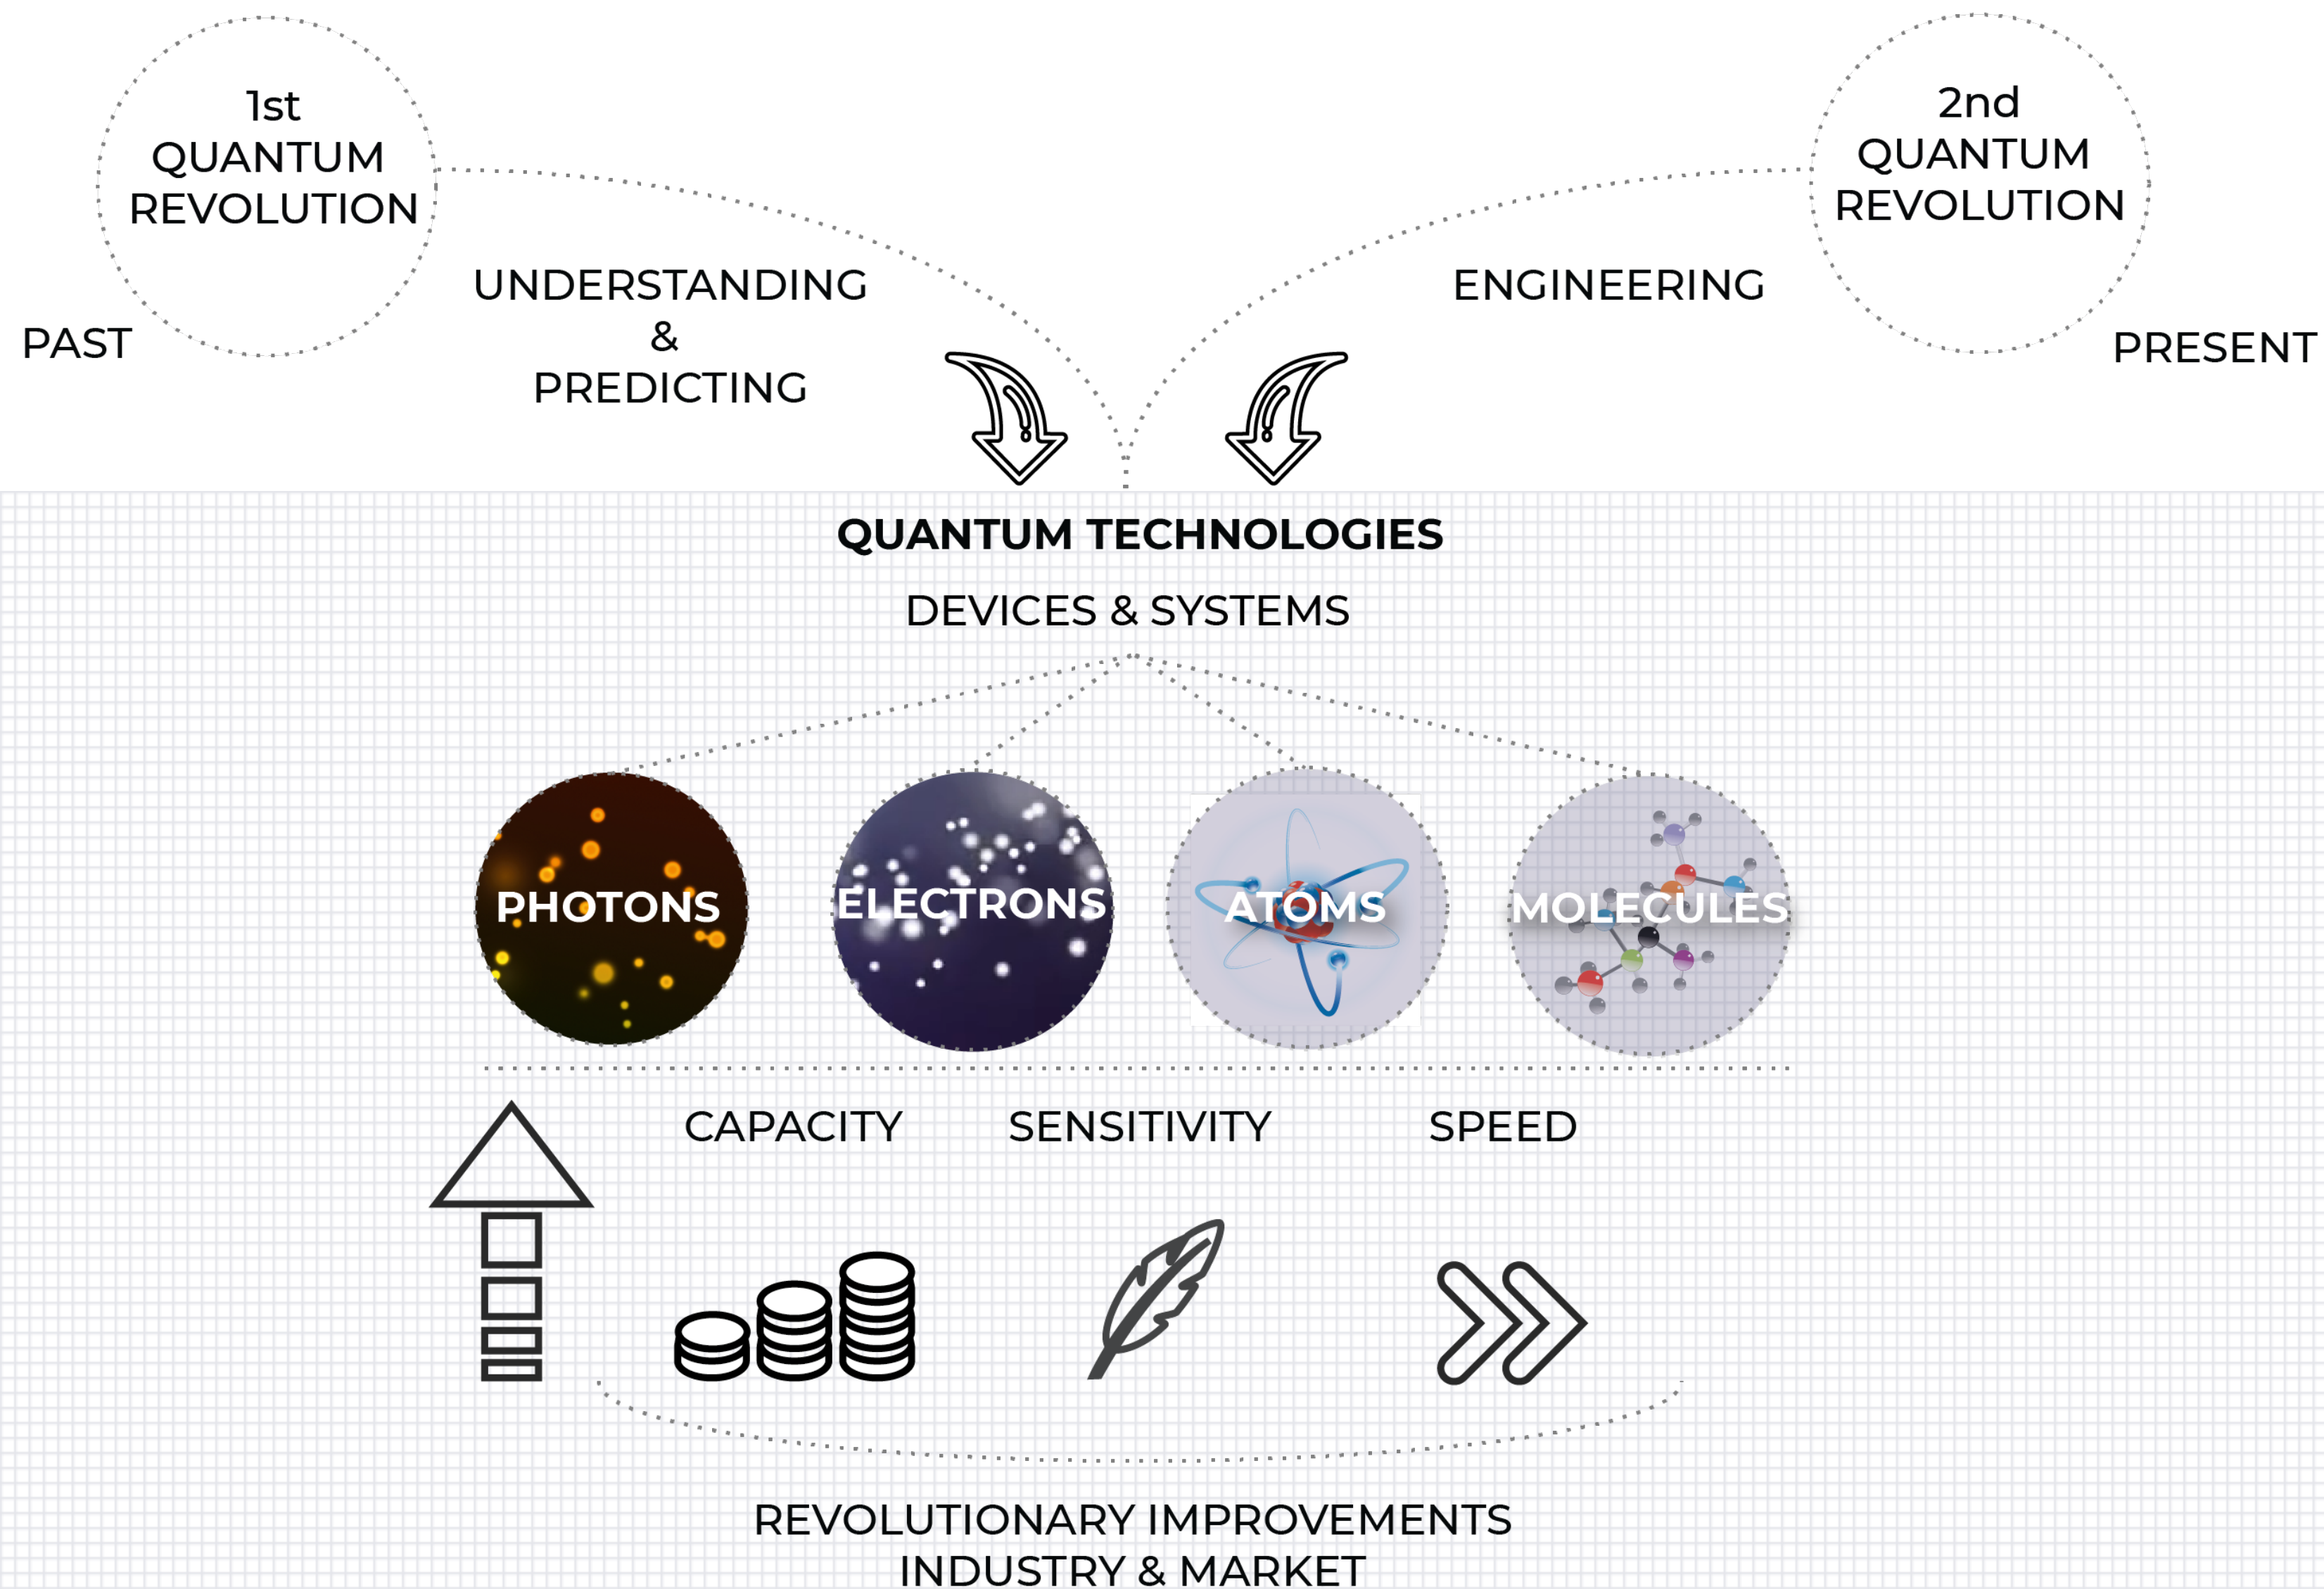 1st
QUANTUM
REVOLUTION
2nd
QUANTUM
REVOLUTION
PAST
UNDERSTANDING
&
PREDICTING
ENGINEERING
PRESENT
QUANTUM TECHNOLOGIES
DEVICES & SYSTEMS
PHOTONS
ELECTRONS
ATOMS
MOLECULES
CAPACITY
SENSITIVITY
SPEED
REVOLUTIONARY IMPROVEMENTS
INDUSTRY & MARKET